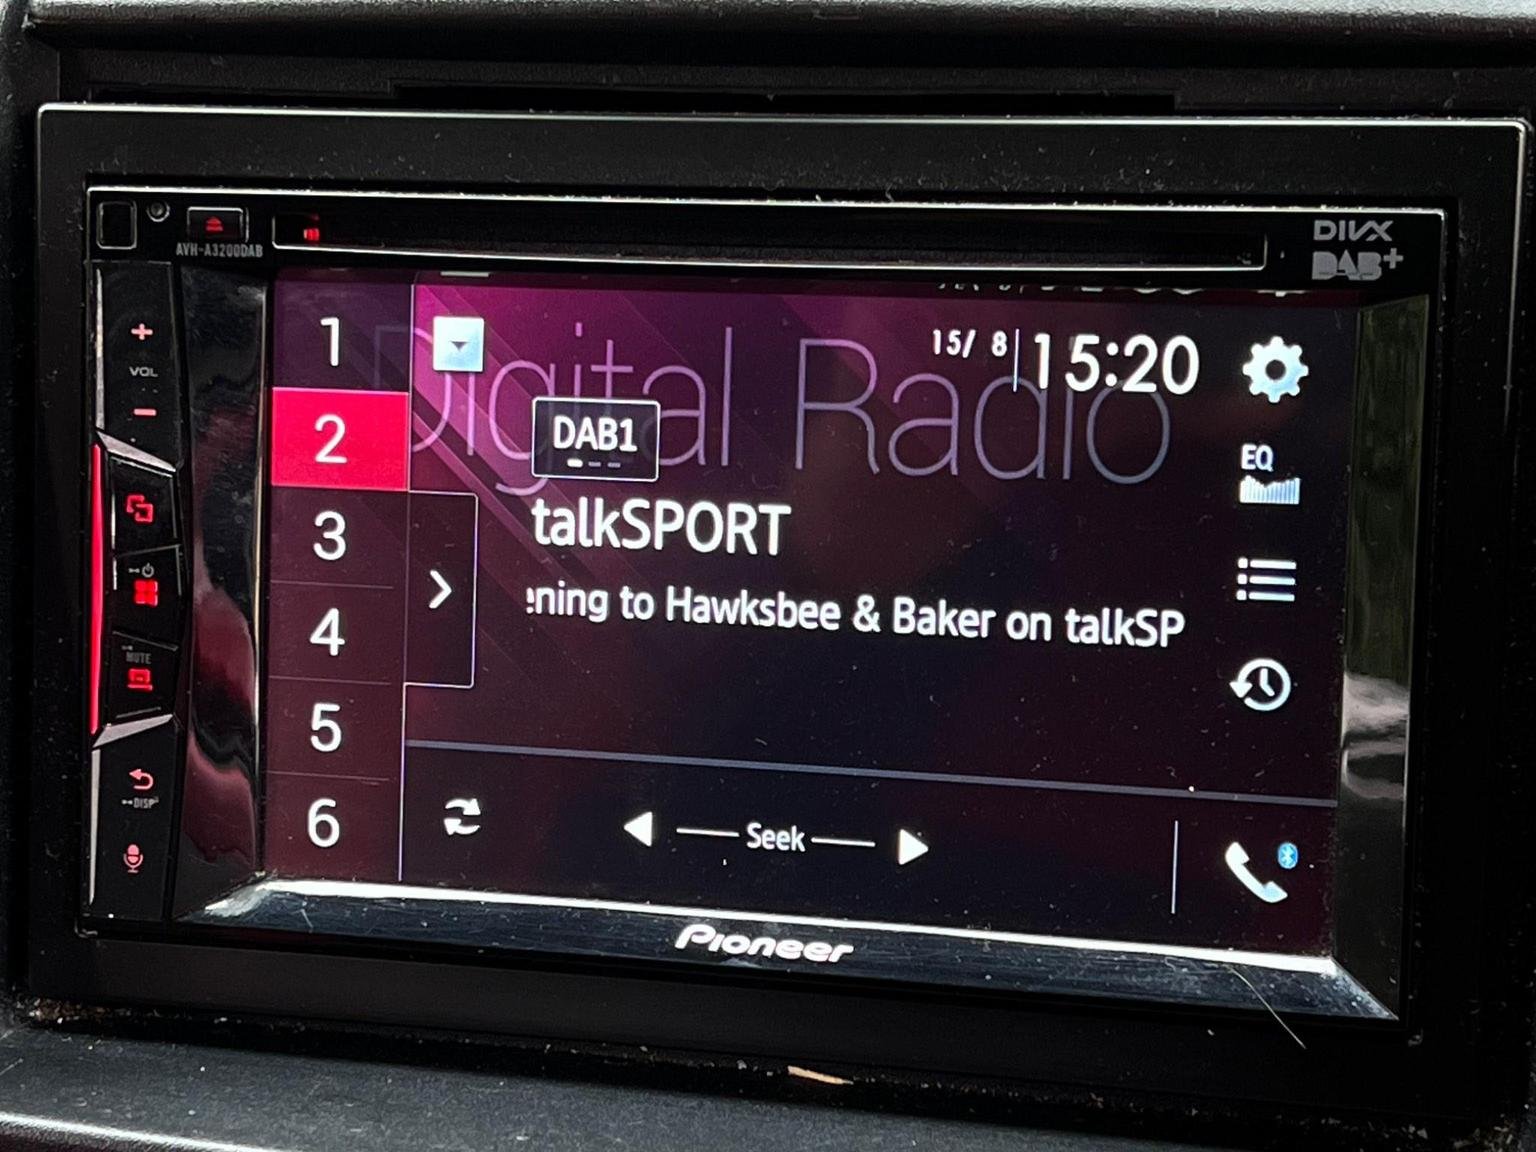 AVH-A3200DAB
DIVX
DAB+
VOL
MUTE
DISP
1
2
3
4
5
6
Digital Radio
15/ 8
15:20
DAB1
EQ
talkSPORT
ning to Hawksbee & Baker on talkSP
Seek
Pioneer